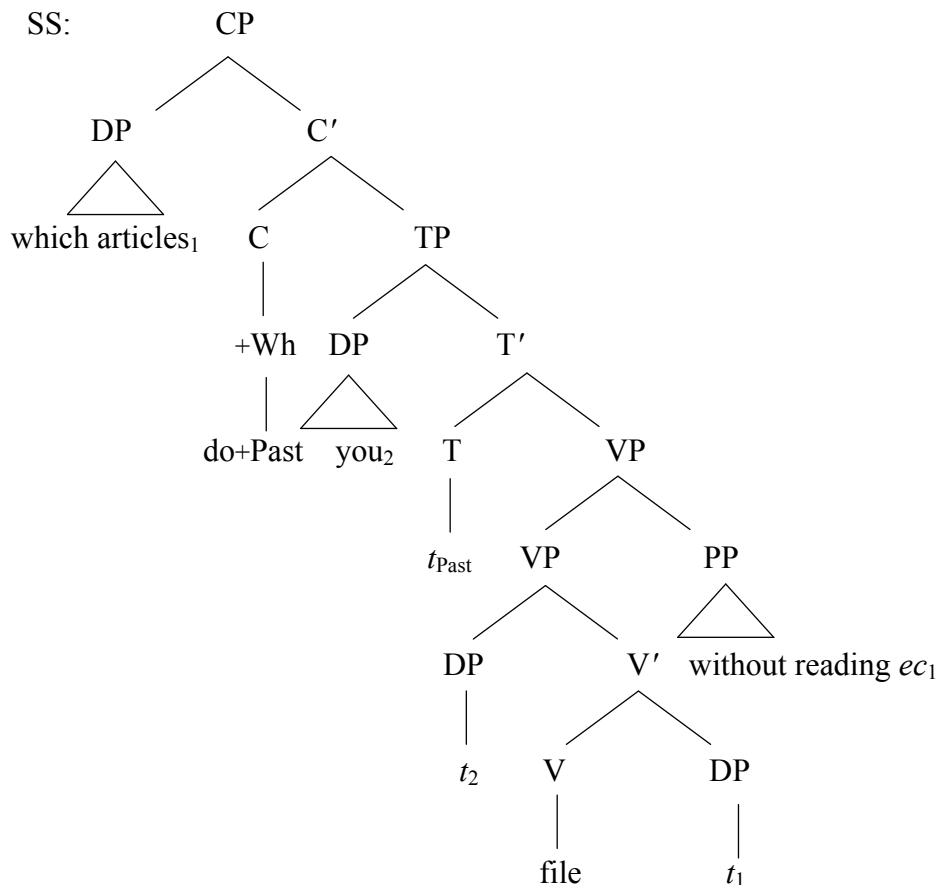 SS: CP
DP C′
which articles₁ C TP
+Wh DP T′
do+Past you₂ T VP
t_Past VP PP
DP V′ without reading ec₁
t₂ V DP
file t₁